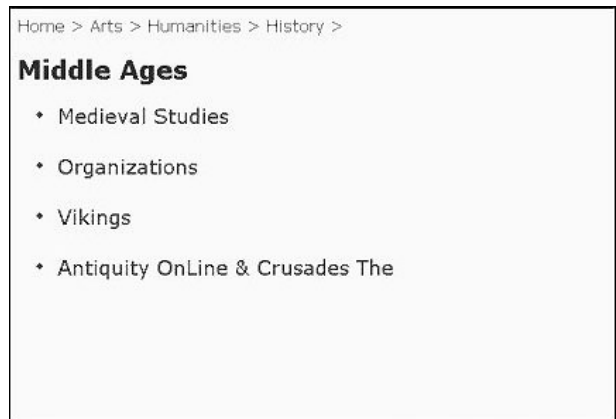 Home > Arts > Humanities > History >
Middle Ages
• Medieval Studies
• Organizations
• Vikings
• Antiquity OnLine & Crusades The